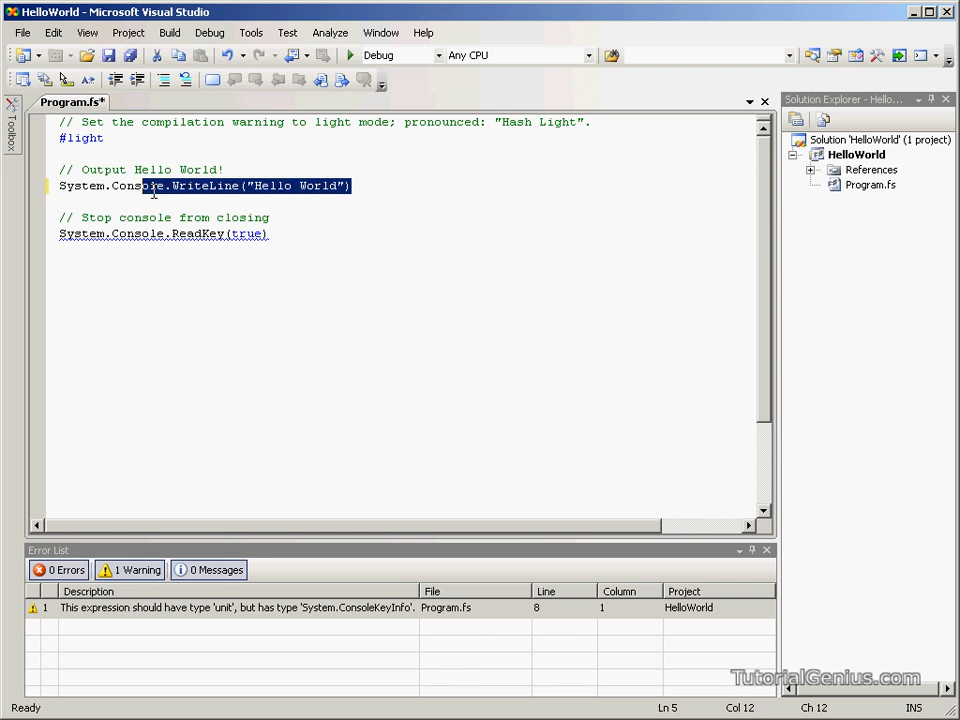 HelloWorld - Microsoft Visual Studio
File Edit View Project Build Debug Tools Test Analyze Window Help
Debug Any CPU
Program.fs*
Toolbox
// Set the compilation warning to light mode; pronounced: "Hash Light".
#light
// Output Hello World!
System.Console.WriteLine("Hello World")
// Stop console from closing
System.Console.ReadKey(true)
Solution Explorer - Hello...
Solution 'HelloWorld' (1 project)
HelloWorld
References
Program.fs
Error List
0 Errors 1 Warning 0 Messages
Description File Line Column Project
1 This expression should have type 'unit', but has type 'System.ConsoleKeyInfo'. Program.fs 8 1 HelloWorld
TutorialGenius.com
Ready Ln 5 Col 12 Ch 12 INS